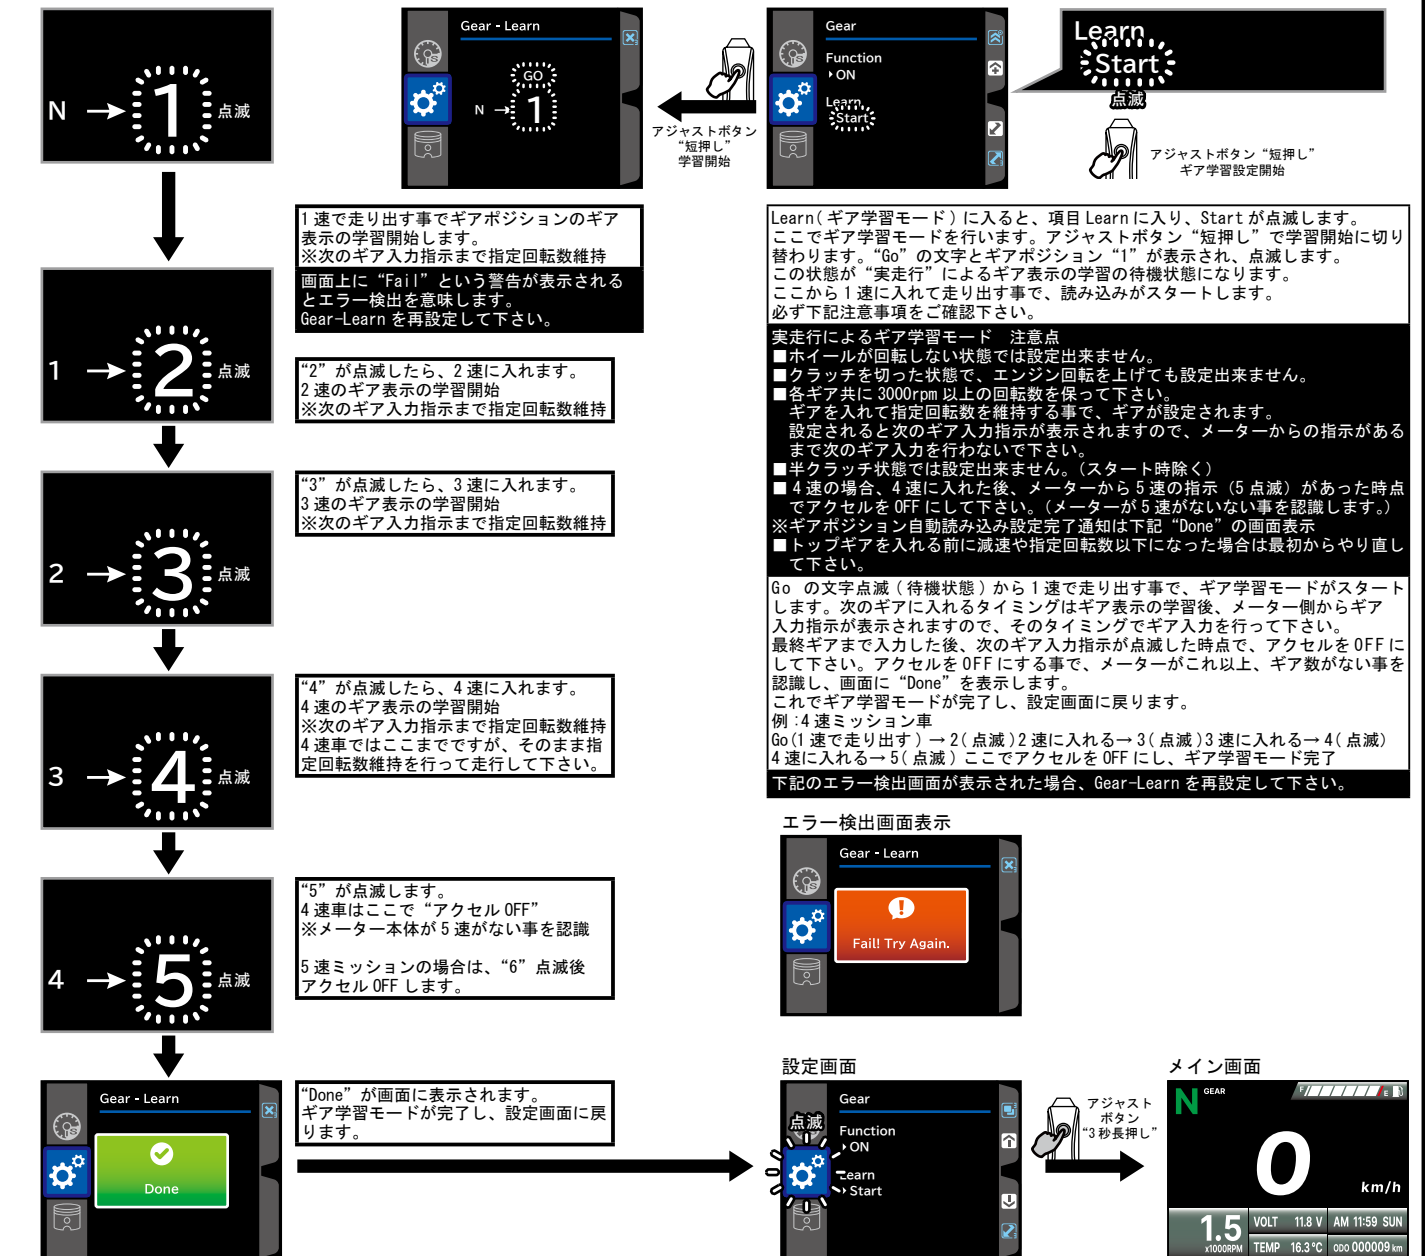 Learn
Start
点滅
アジャストボタン “短押し”
ギア学習設定開始
Gear
Function
ON
Learn
Start
アジャストボタン
“短押し”
学習開始
Gear - Learn
GO
N → 1
N → 1 点滅
Learn(ギア学習モード)に入ると、項目 Learn に入り、Start が点滅します。
ここでギア学習モードを行います。アジャストボタン “短押し” で学習開始に切り
替わります。“Go” の文字とギアポジション “1” が表示され、点滅します。
この状態が “実走行” によるギア表示の学習の待機状態になります。
ここから 1 速に入れて走り出す事で、読み込みがスタートします。
必ず下記注意事項をご確認下さい。
実走行によるギア学習モード 注意点
■ホイールが回転しない状態では設定出来ません。
■クラッチを切った状態で、エンジン回転を上げても設定出来ません。
■各ギア共に 3000rpm 以上の回転数を保って下さい。
ギアを入れて指定回転数を維持する事で、ギアが設定されます。
設定されると次のギア入力指示が表示されますので、メーターからの指示がある
まで次のギア入力を行わないで下さい。
■半クラッチ状態では設定出来ません。(スタート時除く)
■ 4 速の場合、4 速に入れた後、メーターから 5 速の指示 (5 点滅) があった時点
でアクセルを OFF にして下さい。(メーターが 5 速がないない事を認識します。)
※ギアポジション自動読み込み設定完了通知は下記 “Done” の画面表示
■トップギアを入れる前に減速や指定回転数以下になった場合は最初からやり直し
て下さい。
Go の文字点滅 ( 待機状態 ) から 1 速で走り出す事で、ギア学習モードがスタート
します。次のギアに入れるタイミングはギア表示の学習後、メーター側からギア
入力指示が表示されますので、そのタイミングでギア入力を行って下さい。
最終ギアまで入力した後、次のギア入力指示が点滅した時点で、アクセルを OFF に
して下さい。アクセルを OFF にする事で、メーターがこれ以上、ギア数がない事を
認識し、画面に “Done” を表示します。
これでギア学習モードが完了し、設定画面に戻ります。
例 :4 速ミッション車
Go(1 速で走り出す ) → 2( 点滅 )2 速に入れる→ 3( 点滅 )3 速に入れる→ 4( 点滅)
4 速に入れる→ 5( 点滅 ) ここでアクセルを OFF にし、ギア学習モード完了
下記のエラー検出画面が表示された場合、Gear-Learn を再設定して下さい。
1 速で走り出す事でギアポジションのギア
表示の学習開始します。
※次のギア入力指示まで指定回転数維持
画面上に “Fail” という警告が表示される
とエラー検出を意味します。
Gear-Learn を再設定して下さい。
1 → 2 点滅
“2” が点滅したら、2 速に入れます。
2 速のギア表示の学習開始
※次のギア入力指示まで指定回転数維持
2 → 3 点滅
“3” が点滅したら、3 速に入れます。
3 速のギア表示の学習開始
※次のギア入力指示まで指定回転数維持
3 → 4 点滅
“4” が点滅したら、4 速に入れます。
4 速のギア表示の学習開始
※次のギア入力指示まで指定回転数維持
4 速車ではここまでですが、そのまま指
定回転数維持を行って走行して下さい。
4 → 5 点滅
“5” が点滅します。
4 速車はここで “アクセル OFF”
※メーター本体が 5 速がない事を認識
5 速ミッションの場合は、“6” 点滅後
アクセル OFF します。
エラー検出画面表示
Gear - Learn
Fail! Try Again.
Gear - Learn
Done
“Done” が画面に表示されます。
ギア学習モードが完了し、設定画面に戻
ります。
設定画面
Gear
点滅
Function
ON
Learn
Start
アジャスト
ボタン
“3 秒長押し”
メイン画面
N GEAR
F E
0
km/h
1.5
x1000RPM
VOLT 11.8 V AM 11:59 SUN
TEMP 16.3 °C ODO 000009 km